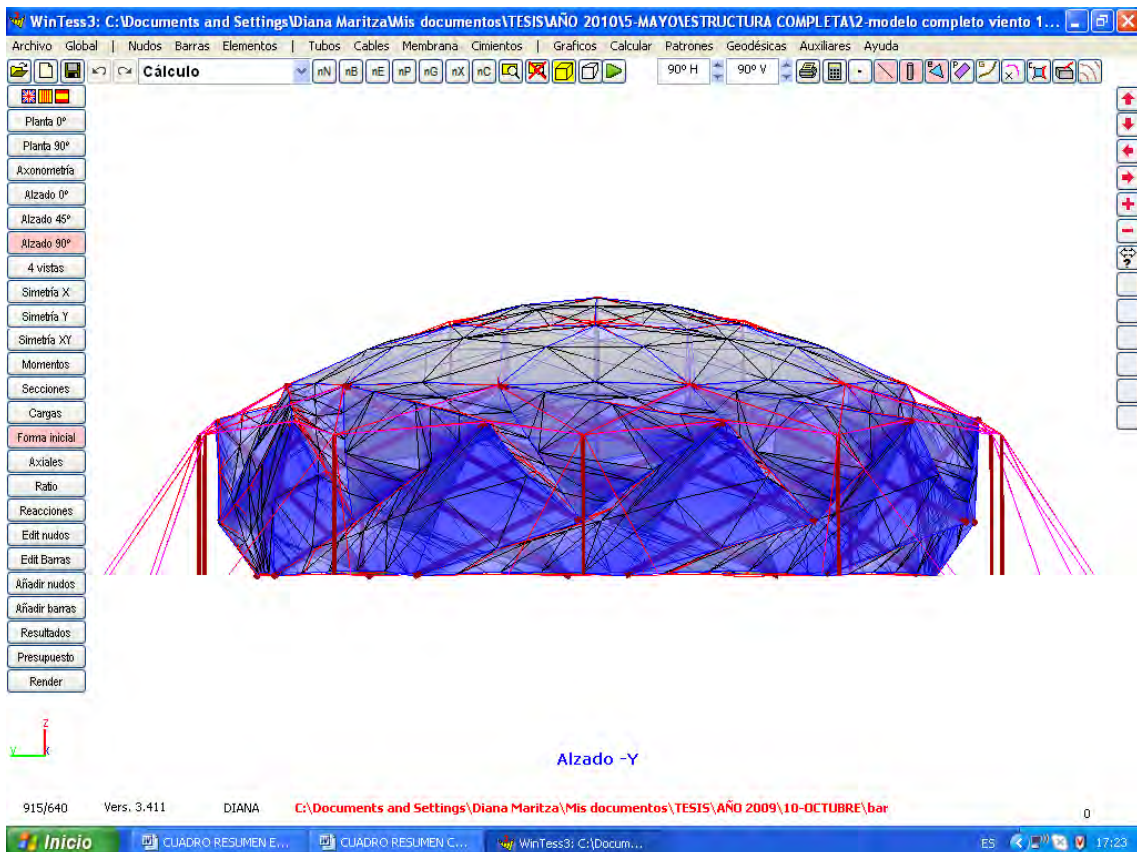 WinTess3: C:\Documents and Settings\Diana Maritza\Mis documentos\TESIS\AÑO 2010\5-MAYO\ESTRUCTURA COMPLETA\2-modelo completo viento 1...
Archivo Global | Nudos Barras Elementos | Tubos Cables Membrana Cimientos | Graficos Calcular Patrones Geodésicas Auxiliares Ayuda
Cálculo nN nB nE nP nG nX nC 90º H 90º V
Planta 0º
Planta 90º
Axonometría
Alzado 0º
Alzado 45º
Alzado 90º
4 vistas
Simetría X
Simetría Y
Simetría XY
Momentos
Secciones
Cargas
Forma inicial
Axiales
Ratio
Reacciones
Edit nudos
Edit Barras
Añadir nudos
Añadir barras
Resultados
Presupuesto
Render
z
y x
Alzado -Y
915/640 Vers. 3.411 DIANA C:\Documents and Settings\Diana Maritza\Mis documentos\TESIS\AÑO 2009\10-OCTUBRE\bar 0
Inicio CUADRO RESUMEN E... CUADRO RESUMEN C... WinTess3: C:\Docum... ES 17:23